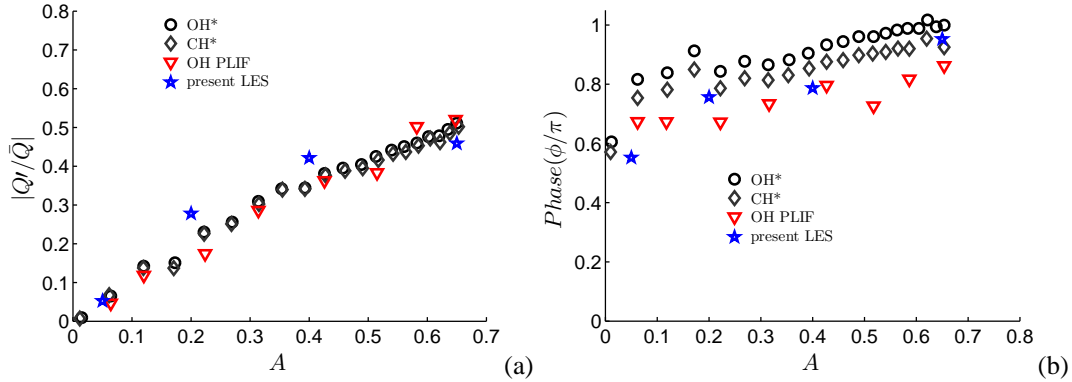 OH*
CH*
OH PLIF
present LES
|Q′/Q̄|
0.8
0.7
0.6
0.5
0.4
0.3
0.2
0.1
0
0 0.1 0.2 0.3 0.4 0.5 0.6 0.7
A
(a)
Phase(ϕ/π)
1
0.8
0.6
0.4
0.2
0
OH*
CH*
OH PLIF
present LES
0 0.1 0.2 0.3 0.4 0.5 0.6 0.7 0.8
A
(b)